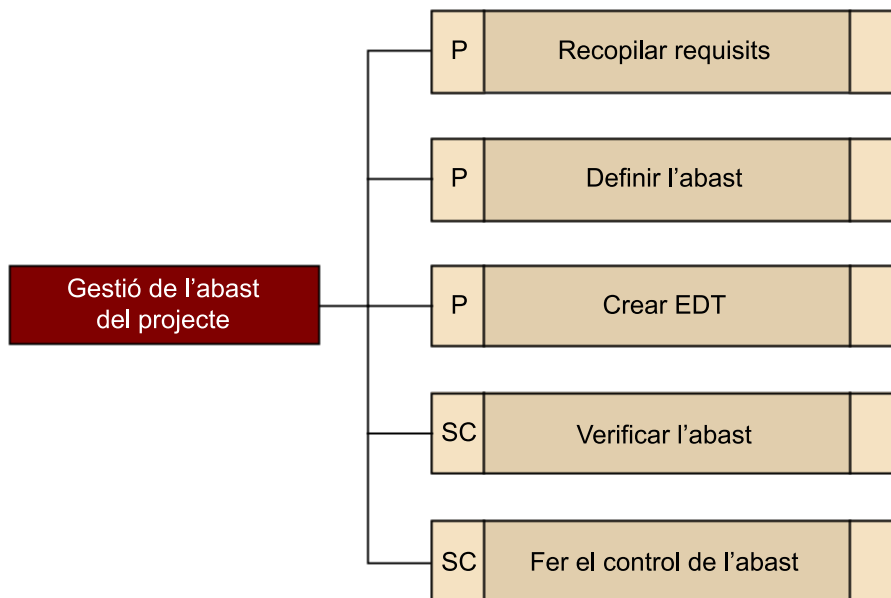 P
Recopilar requisits
P
Definir l’abast
Gestió de l’abast
del projecte
P
Crear EDT
SC
Verificar l’abast
SC
Fer el control de l’abast